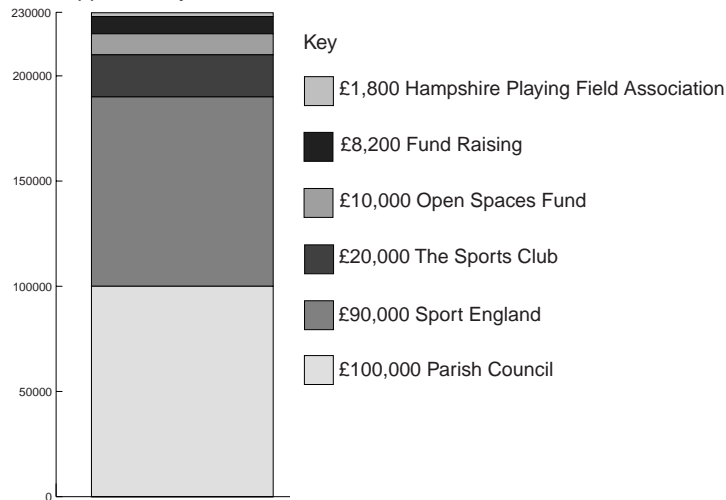 230000
200000
150000
100000
50000
0
Key
£1,800 Hampshire Playing Field Association
£8,200 Fund Raising
£10,000 Open Spaces Fund
£20,000 The Sports Club
£90,000 Sport England
£100,000 Parish Council